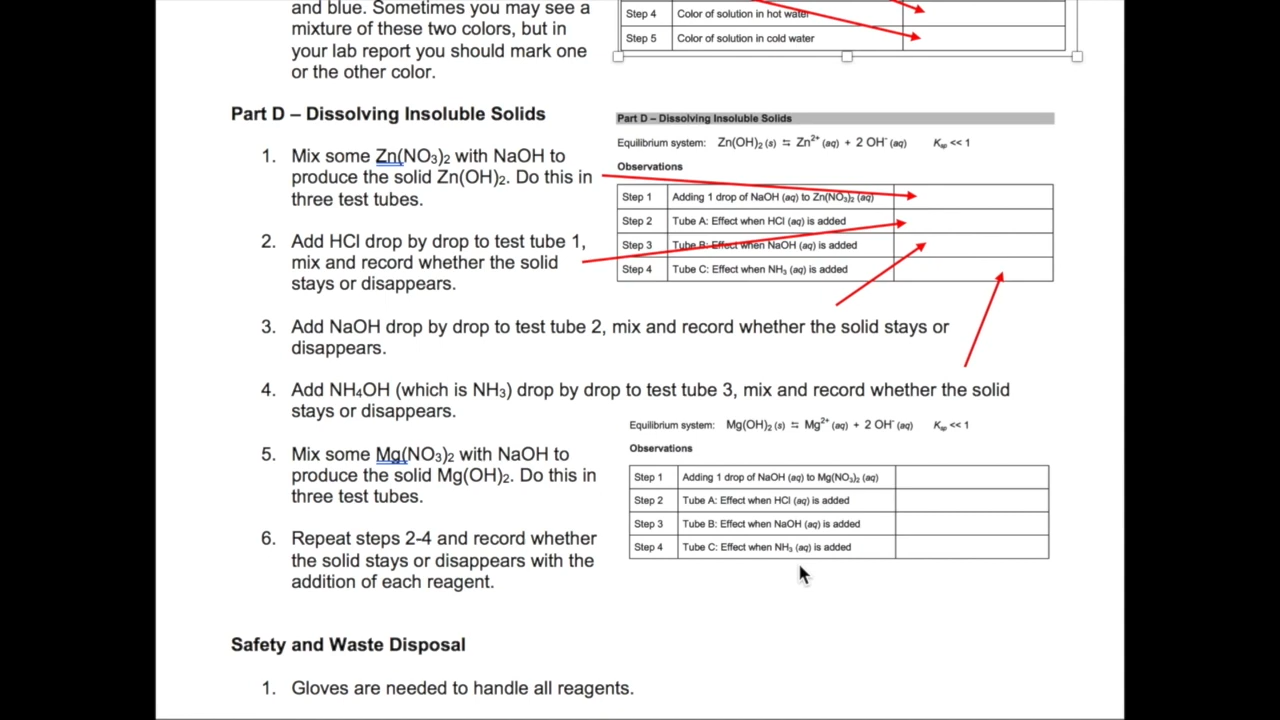 and blue. Sometimes you may see a
mixture of these two colors, but in
your lab report you should mark one
or the other color.
Step 4 Color of solution in hot water
Step 5 Color of solution in cold water
Part D – Dissolving Insoluble Solids
1. Mix some Zn(NO₃)₂ with NaOH to
produce the solid Zn(OH)₂. Do this in
three test tubes.
2. Add HCl drop by drop to test tube 1,
mix and record whether the solid
stays or disappears.
Part D – Dissolving Insoluble Solids
Equilibrium system: Zn(OH)₂ (s) ⇆ Zn²⁺ (aq) + 2 OH⁻ (aq) Kₛₚ << 1
Observations
Step 1 Adding 1 drop of NaOH (aq) to Zn(NO₃)₂ (aq)
Step 2 Tube A: Effect when HCl (aq) is added
Step 3 Tube B: Effect when NaOH (aq) is added
Step 4 Tube C: Effect when NH₃ (aq) is added
3. Add NaOH drop by drop to test tube 2, mix and record whether the solid stays or
disappears.
4. Add NH₄OH (which is NH₃) drop by drop to test tube 3, mix and record whether the solid
stays or disappears.
5. Mix some Mg(NO₃)₂ with NaOH to
produce the solid Mg(OH)₂. Do this in
three test tubes.
6. Repeat steps 2-4 and record whether
the solid stays or disappears with the
addition of each reagent.
Equilibrium system: Mg(OH)₂ (s) ⇆ Mg²⁺ (aq) + 2 OH⁻ (aq) Kₛₚ << 1
Observations
Step 1 Adding 1 drop of NaOH (aq) to Mg(NO₃)₂ (aq)
Step 2 Tube A: Effect when HCl (aq) is added
Step 3 Tube B: Effect when NaOH (aq) is added
Step 4 Tube C: Effect when NH₃ (aq) is added
Safety and Waste Disposal
1. Gloves are needed to handle all reagents.